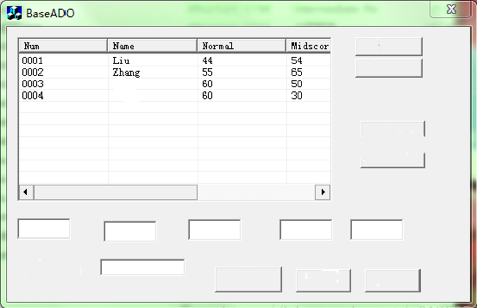 BaseADO
Num Name Normal Midscor
0001 Liu 44 54
0002 Zhang 55 65
0003 60 50
0004 60 30